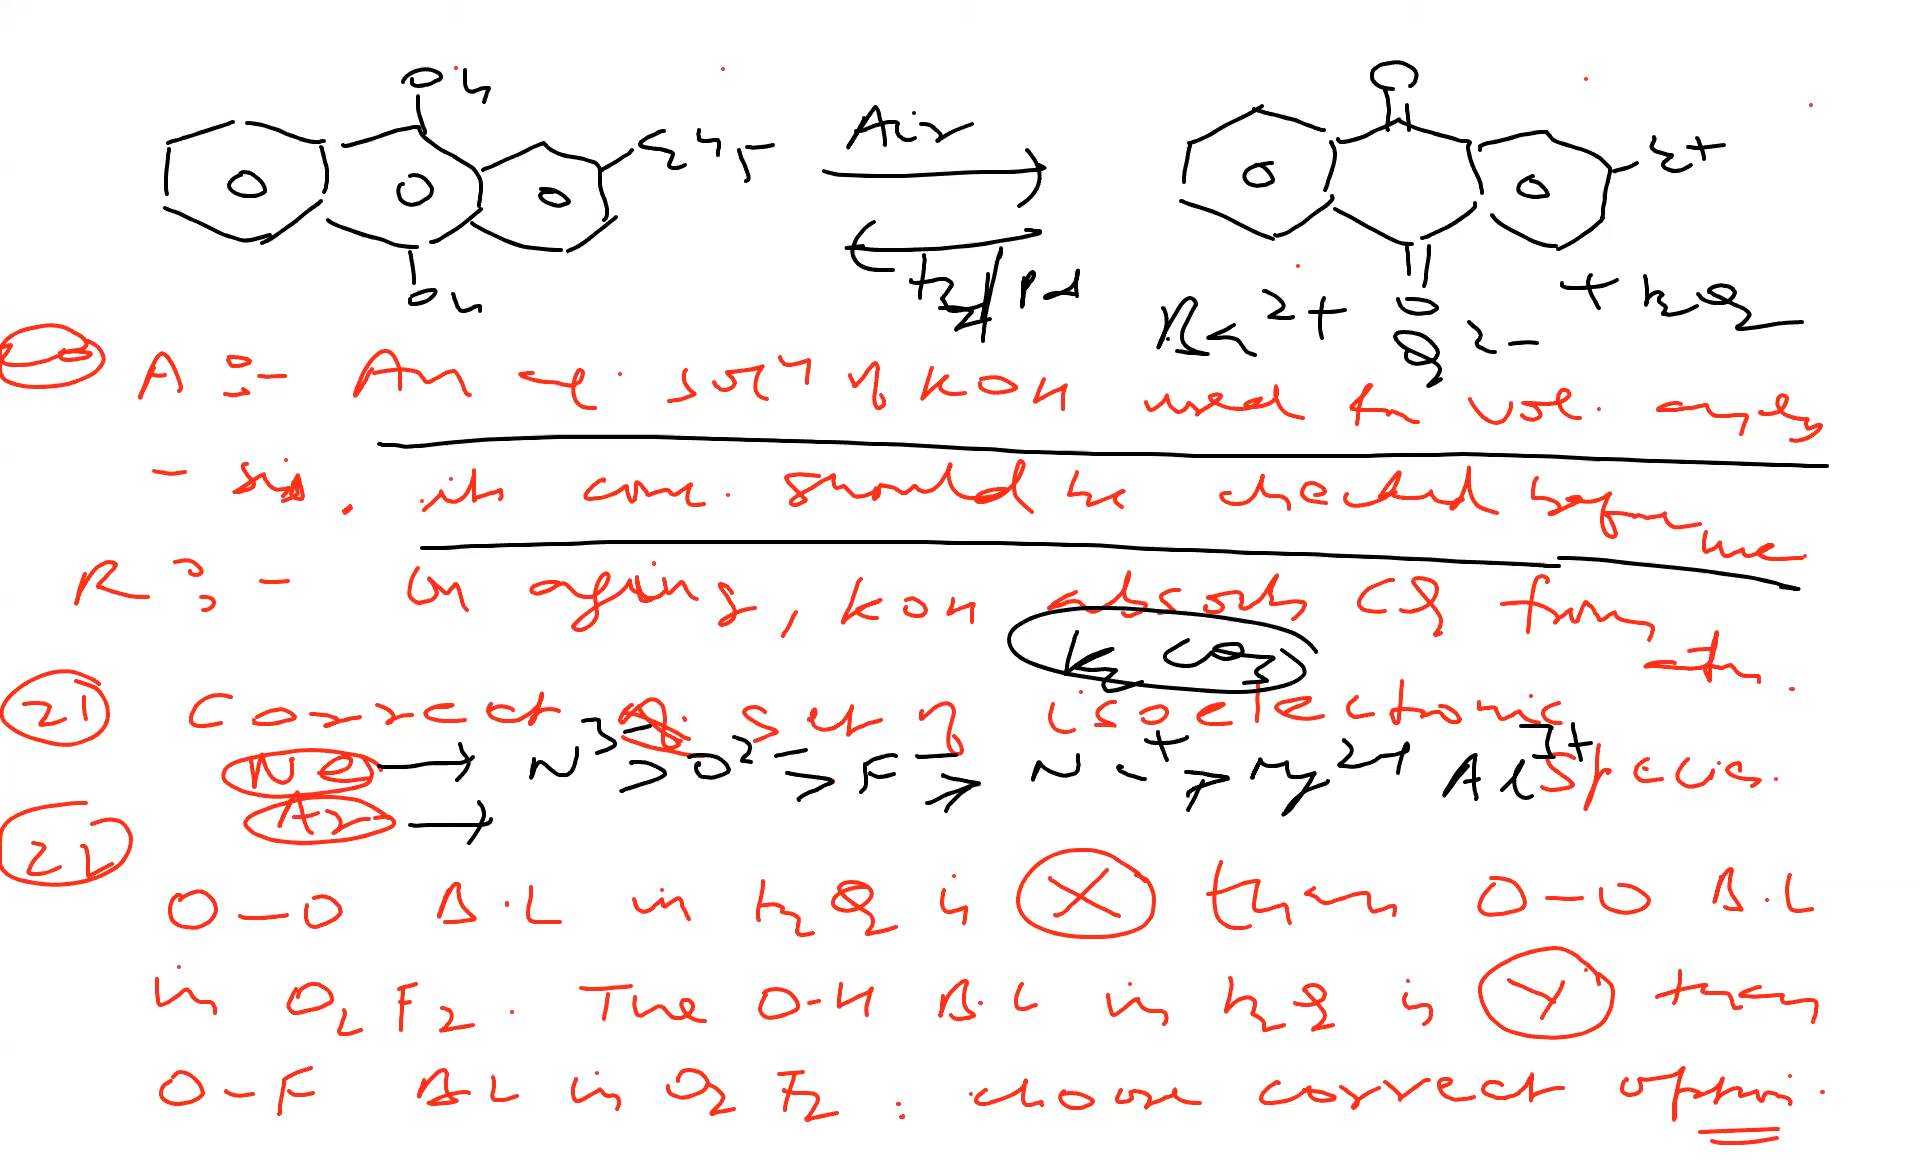 OH
C2H5
Air
H2/Pd
OH
O
Et
O
+ H2O2
Ba2+ O2 2-
A :- An aq. solⁿ of KOH used for vol. analy
- sis, its conc. should be checked before use
R :- On ageing, KOH absorbs CO2 from atm.
K2CO3
21 Correct set of isoelectronic species.
Ne → N3- > O2- > F- > Na+ > Mg2+ Al3+
Ar →
22
O-O B.L in H2O2 is X than O-O B.L
in O2F2. The O-H B.L in H2O2 is Y than
O-F BL in O2F2. choose correct option.